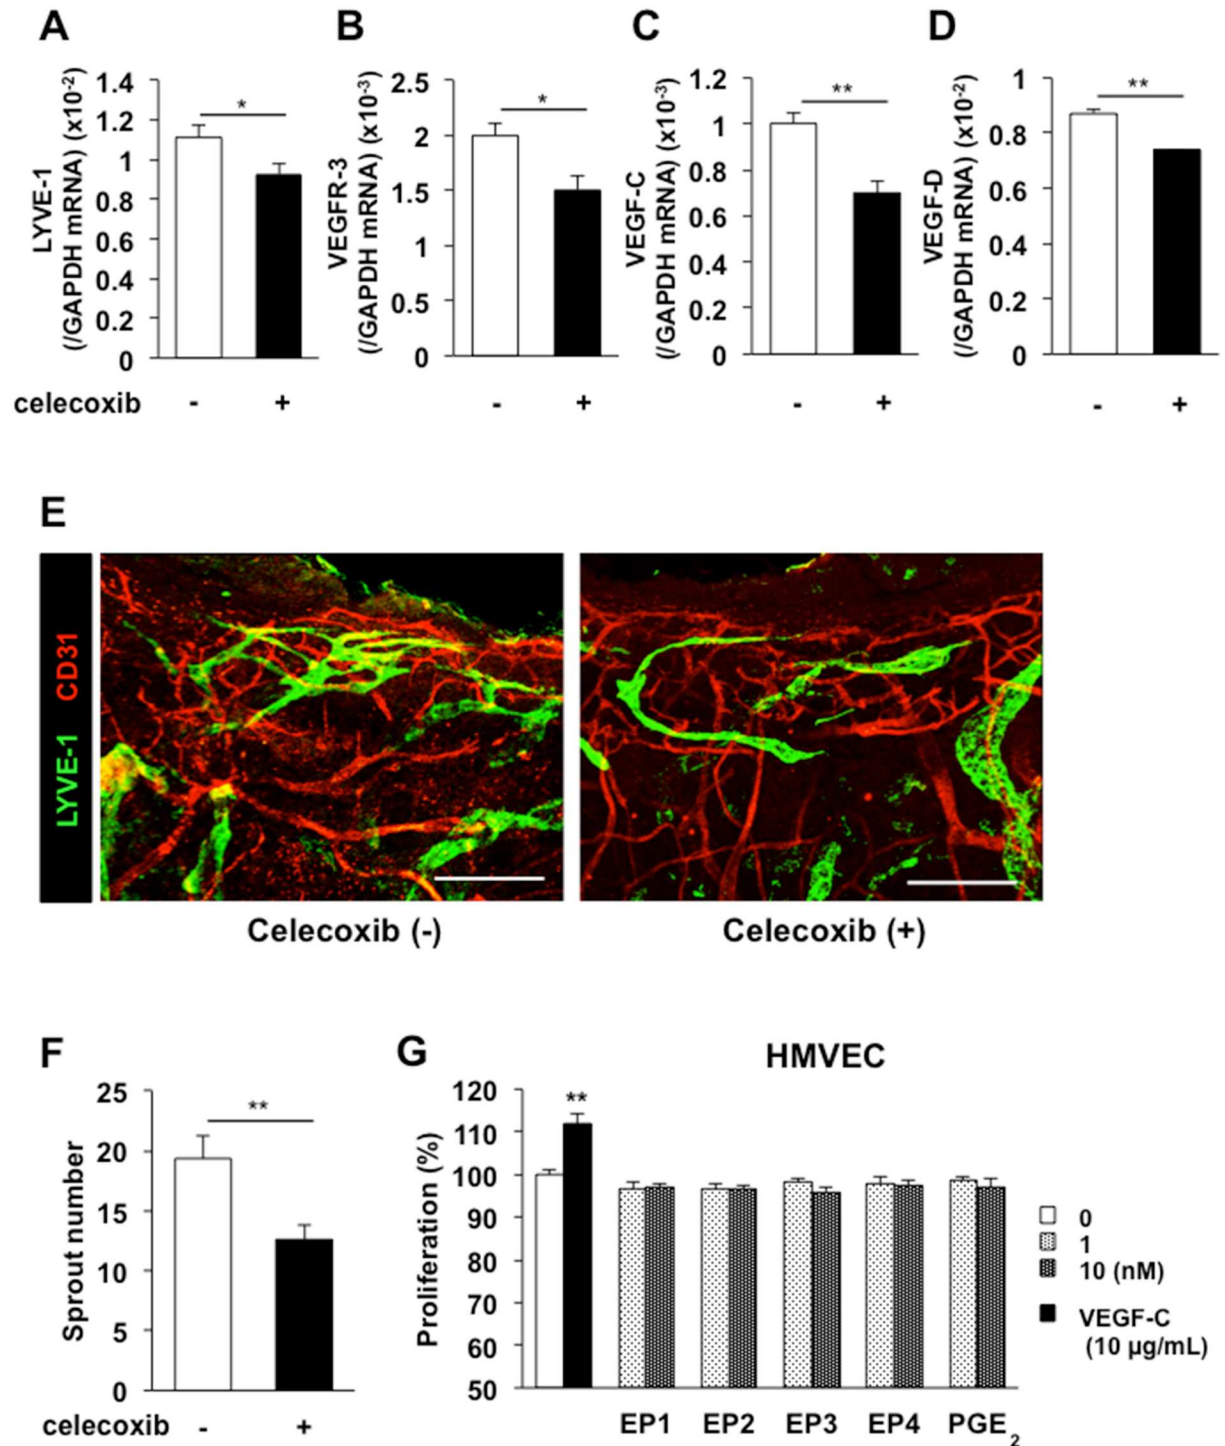 A
B
C
D
LYVE-1
(/GAPDH mRNA) (x10⁻²)
1.4
1.2
1
0.8
0.6
0.4
0.2
0
*
VEGFR-3
(/GAPDH mRNA) (x10⁻³)
2.5
2
1.5
1
0.5
0
*
VEGF-C
(/GAPDH mRNA) (x10⁻³)
1.2
1
0.8
0.6
0.4
0.2
0
**
VEGF-D
(/GAPDH mRNA) (x10⁻²)
1
0.8
0.6
0.4
0.2
0
**
celecoxib - + - + - + - +
E
LYVE-1 CD31
Celecoxib (-)
Celecoxib (+)
F
Sprout number
25
20
15
10
5
0
**
celecoxib - +
G
HMVEC
Proliferation (%)
120
110
100
90
80
70
60
50
**
EP1 EP2 EP3 EP4 PGE₂
0
1
10 (nM)
VEGF-C
(10 μg/mL)